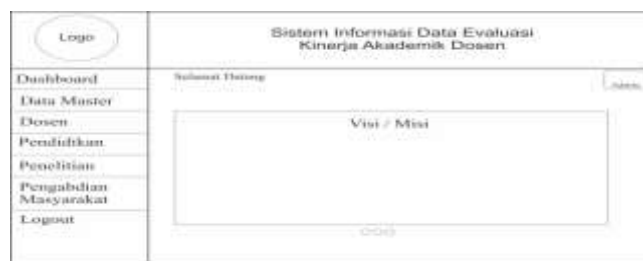 Logo
Sistem Informasi Data Evaluasi
Kinerja Akademik Dosen
Dashboard
Data Master
Dosen
Pendidikan
Penelitian
Pengabdian
Masyarakat
Logout
Selamat Datang
Visi / Misi